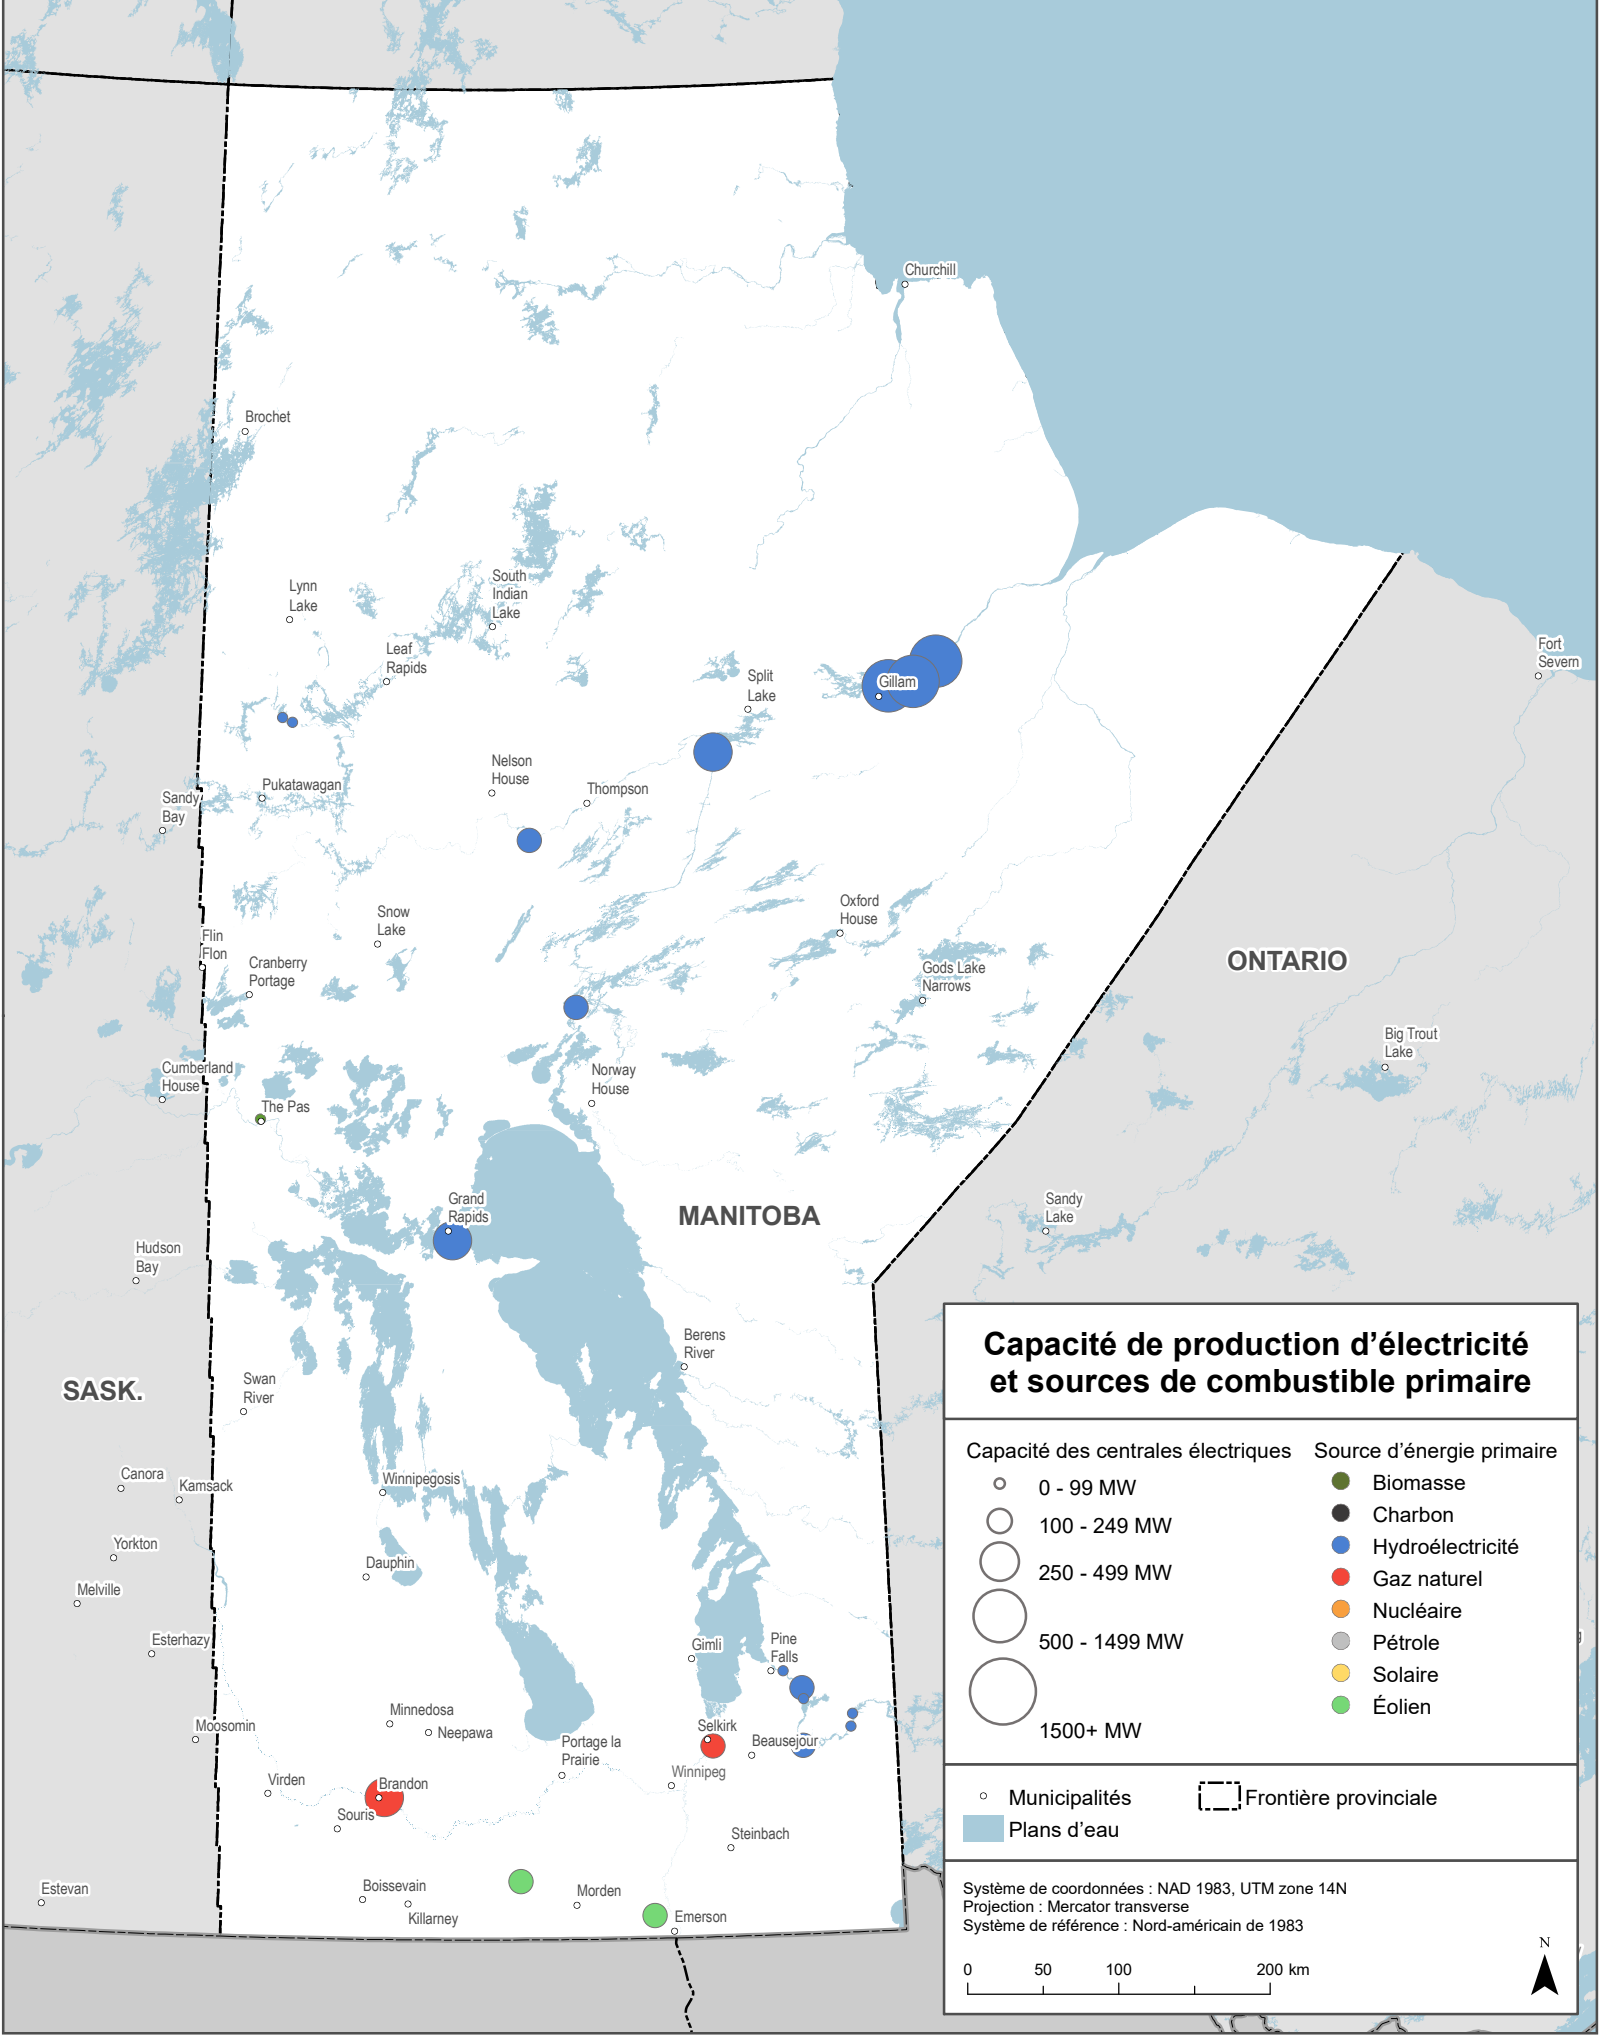 Churchill
Brochet
Lynn
Lake
South
Indian
Lake
Leaf
Rapids
Fort
Severn
Split
Lake
Gillam
Nelson
House
Thompson
Pukatawagan
Sandy
Bay
Snow
Lake
Oxford
House
Flin
Flon
Cranberry
Portage
Gods Lake
Narrows
ONTARIO
Big Trout
Lake
Cumberland
House
Norway
House
The Pas
Grand
Rapids
MANITOBA
Sandy
Lake
Hudson
Bay
Berens
River
Swan
River
SASK.
Canora
Kamsack
Winnipegosis
Yorkton
Dauphin
Melville
Esterhazy
Gimli
Pine
Falls
Moosomin
Minnedosa
Neepawa
Selkirk
Beausejour
Portage la
Prairie
Winnipeg
Virden
Brandon
Souris
Steinbach
Estevan
Boissevain
Killarney
Morden
Emerson
Capacité de production d’électricité
et sources de combustible primaire
Capacité des centrales électriques
0 - 99 MW
100 - 249 MW
250 - 499 MW
500 - 1499 MW
1500+ MW
Source d’énergie primaire
Biomasse
Charbon
Hydroélectricité
Gaz naturel
Nucléaire
Pétrole
Solaire
Éolien
Municipalités
Frontière provinciale
Plans d’eau
Système de coordonnées : NAD 1983, UTM zone 14N
Projection : Mercator transverse
Système de référence : Nord-américain de 1983
0 50 100 200 km
N